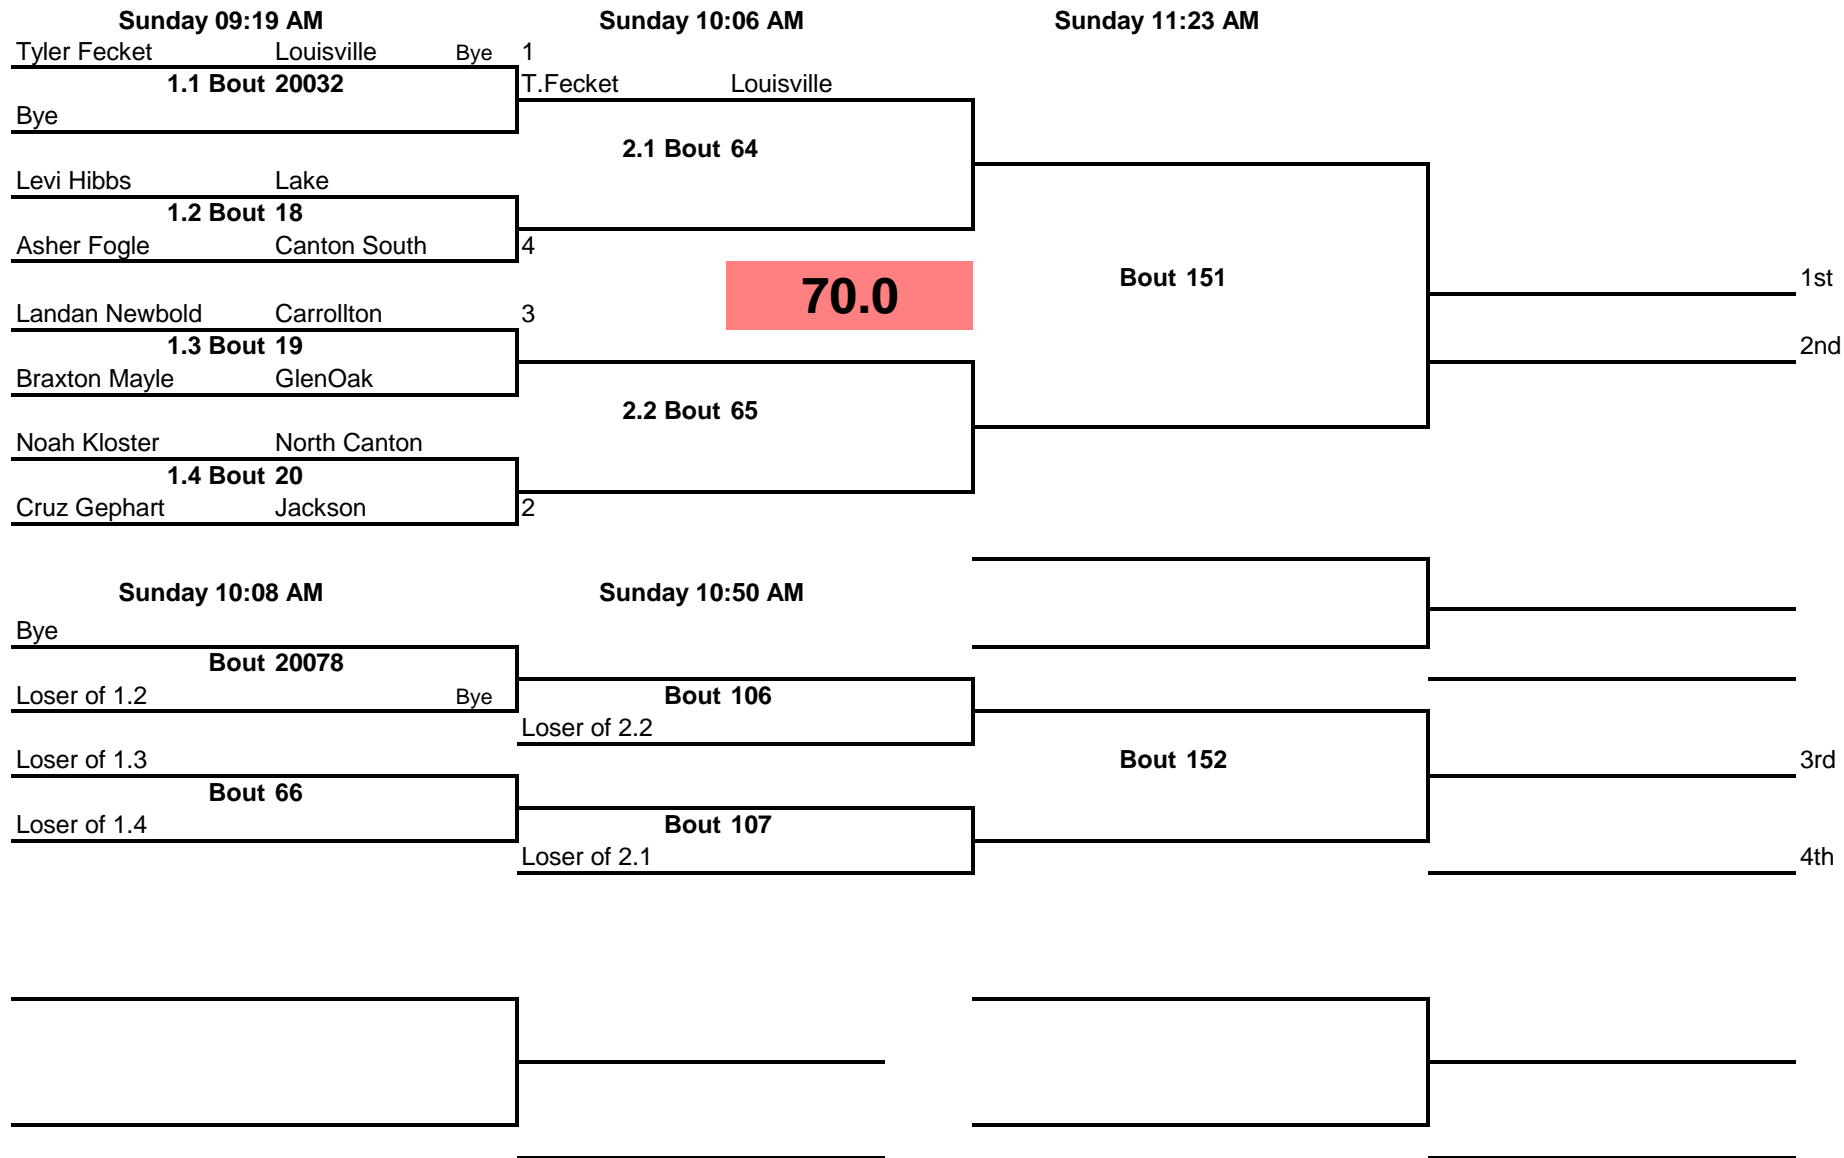 Sunday 09:19 AM Sunday 10:06 AM Sunday 11:23 AM
Tyler Fecket Louisville Bye 1
1.1 Bout 20032 T.Fecket Louisville
Bye
2.1 Bout 64
Levi Hibbs Lake
1.2 Bout 18
Asher Fogle Canton South 4
70.0 Bout 151 1st
Landan Newbold Carrollton 3
1.3 Bout 19 2nd
Braxton Mayle GlenOak
2.2 Bout 65
Noah Kloster North Canton
1.4 Bout 20
Cruz Gephart Jackson 2
Sunday 10:08 AM Sunday 10:50 AM
Bye
Bout 20078
Loser of 1.2 Bye Bout 106
Loser of 2.2
Loser of 1.3 Bout 152 3rd
Bout 66
Loser of 1.4 Bout 107
Loser of 2.1 4th